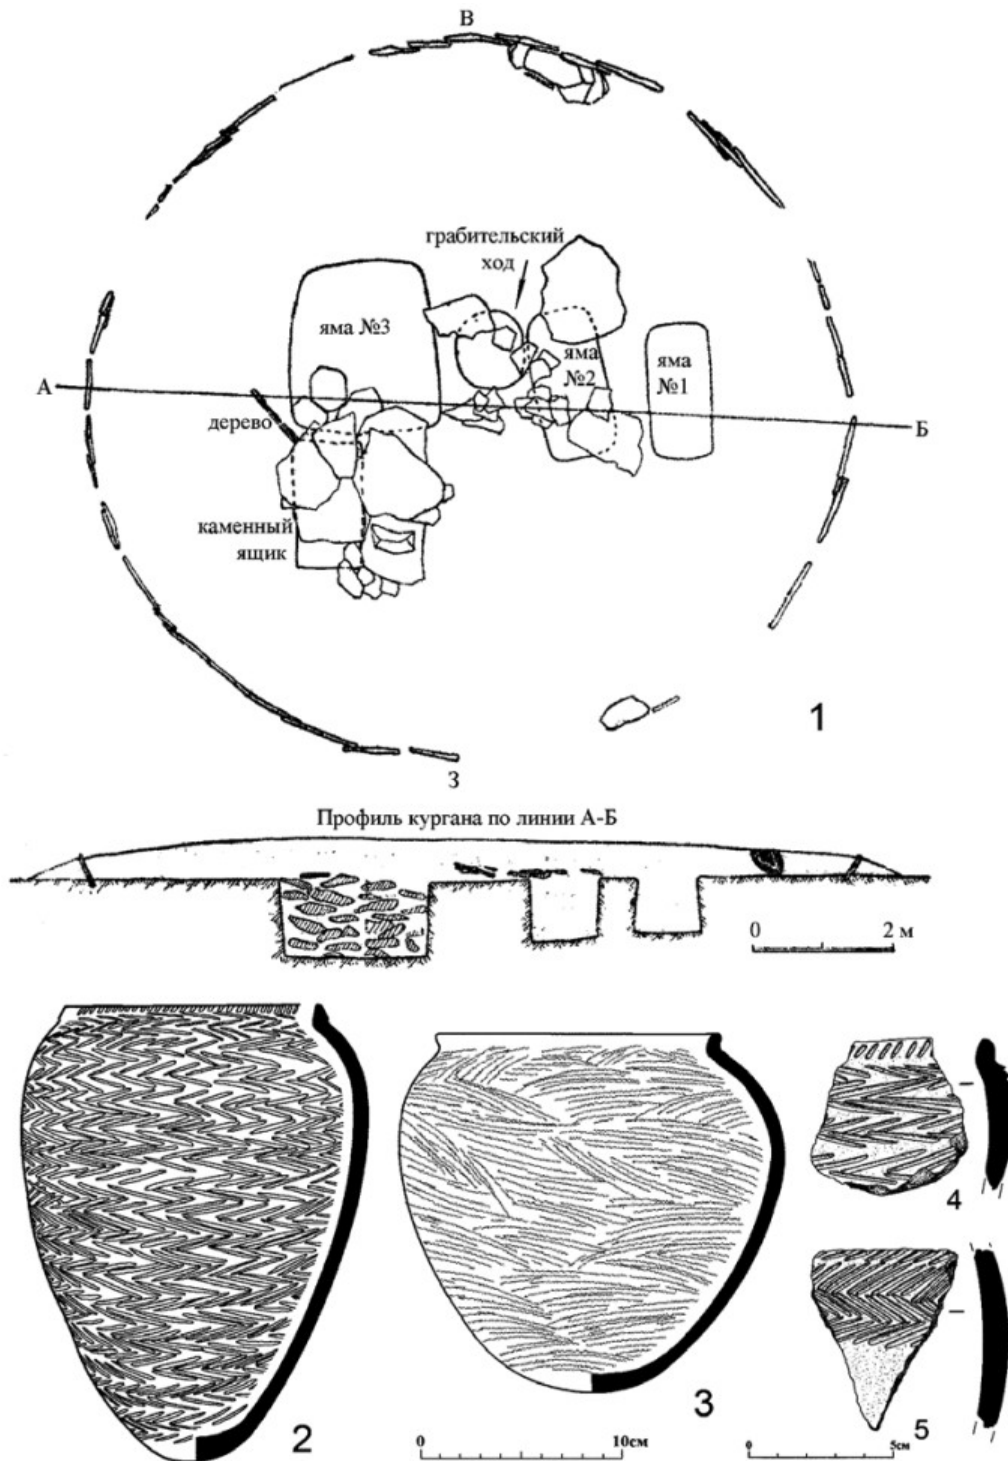 В
грабительский
ход
яма №3
яма
№2
яма
№1
А
Б
дерево
каменный
ящик
1
З
Профиль кургана по линии А-Б
0 2 м
2
3
4
5
0 10см
0 5см